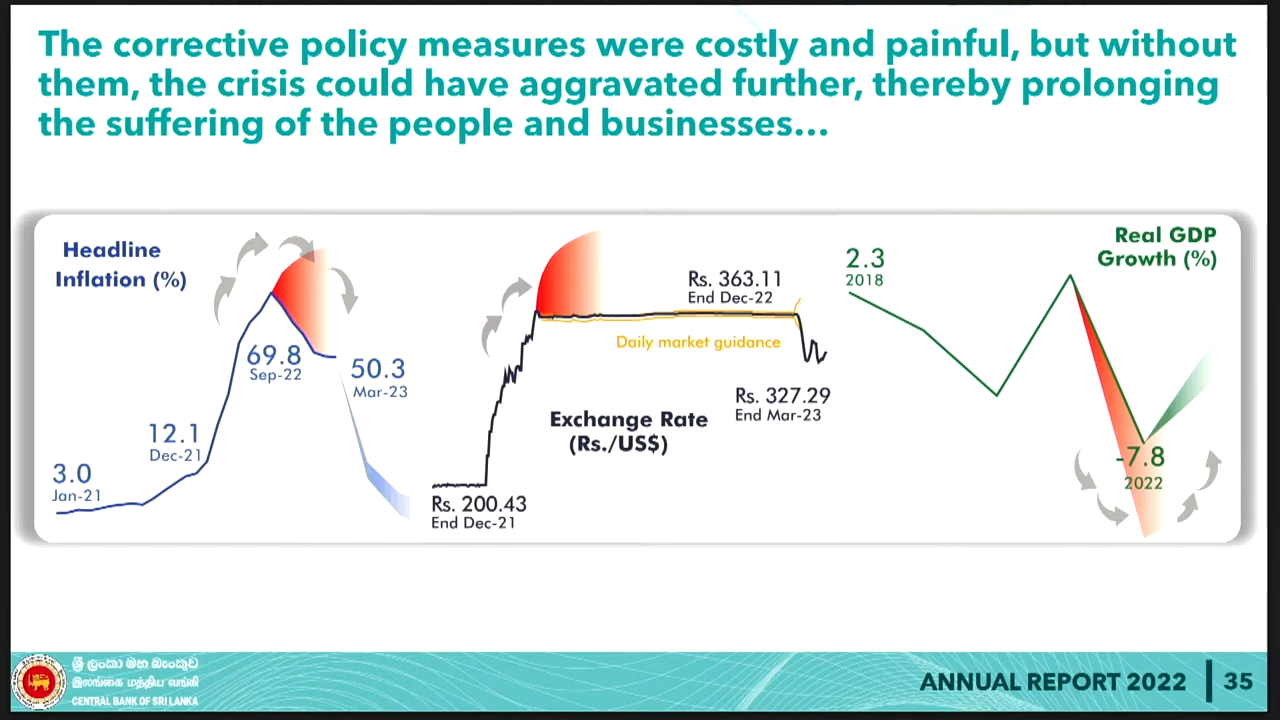 The corrective policy measures were costly and painful, but without
them, the crisis could have aggravated further, thereby prolonging
the suffering of the people and businesses...
Headline
Inflation (%)
3.0
Jan-21
12.1
Dec-21
69.8
Sep-22
50.3
Mar-23
Rs. 200.43
End Dec-21
Rs. 363.11
End Dec-22
Daily market guidance
Exchange Rate
(Rs./US$)
Rs. 327.29
End Mar-23
Real GDP
Growth (%)
2.3
2018
-7.8
2022
ශ්‍රී ලංකා මහ බැංකුව
இலங்கை மத்திய வங்கி
CENTRAL BANK OF SRI LANKA
ANNUAL REPORT 2022
35